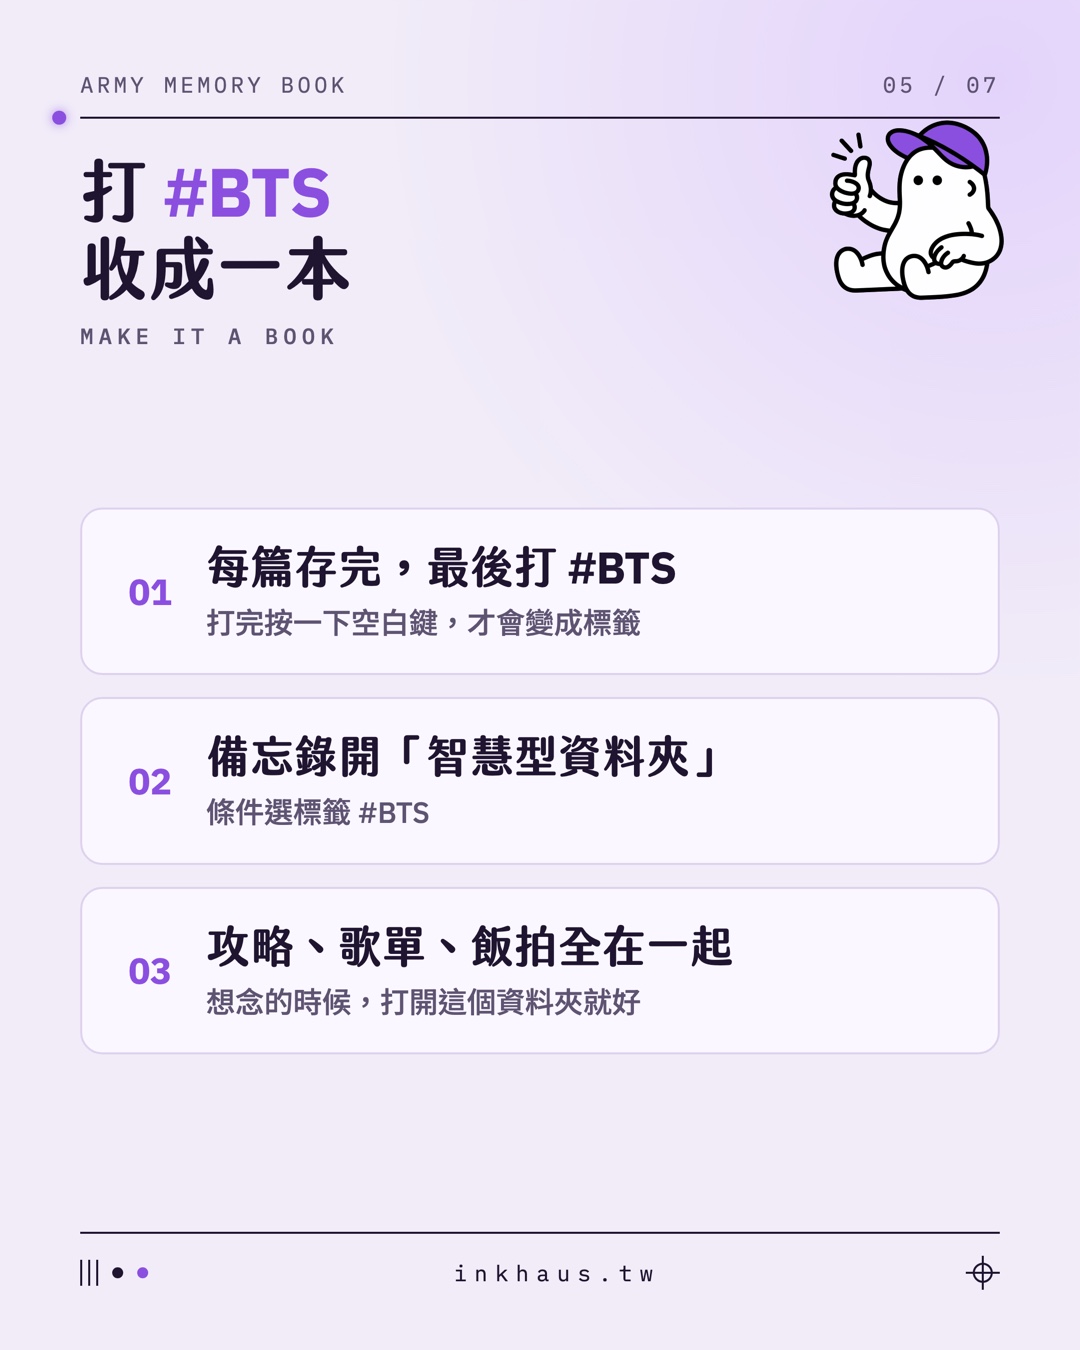 ARMY MEMORY BOOK
05 / 07
打 #BTS
收成一本
MAKE IT A BOOK
01
每篇存完，最後打 #BTS
打完按一下空白鍵，才會變成標籤
02
備忘錄開「智慧型資料夾」
條件選標籤 #BTS
03
攻略、歌單、飯拍全在一起
想念的時候，打開這個資料夾就好
inkhaus.tw